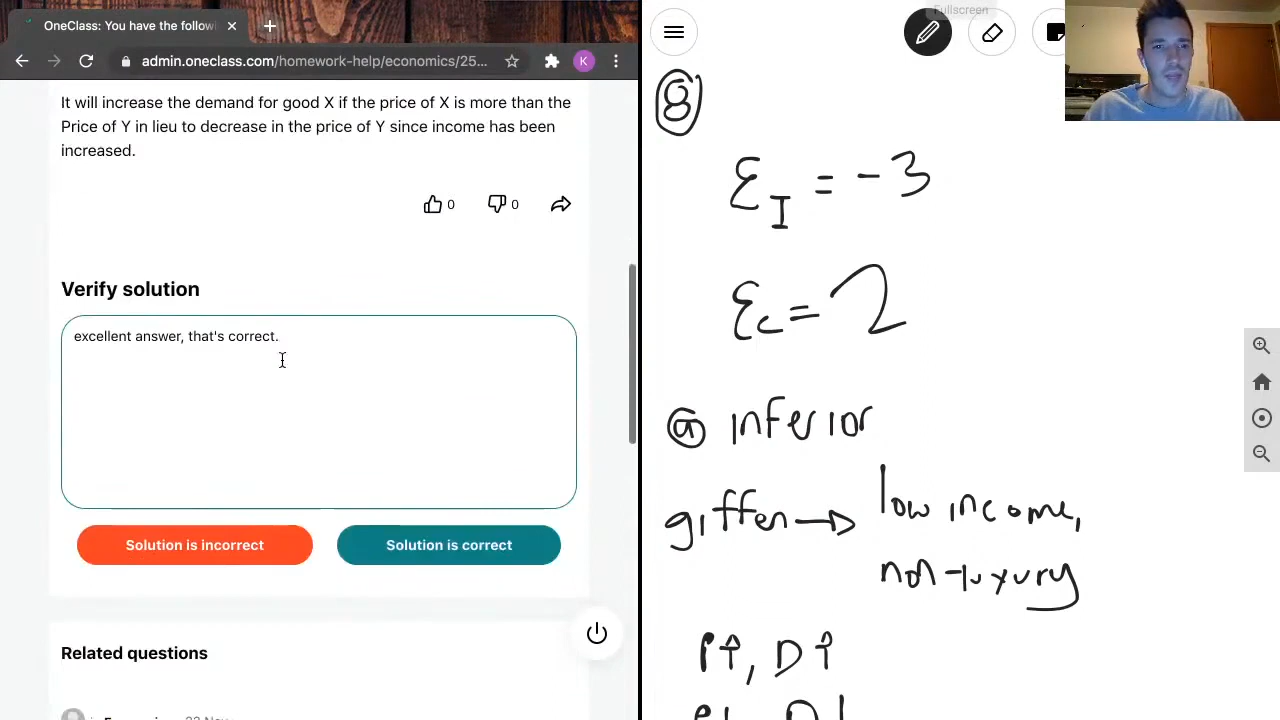 OneClass: You have the follow
admin.oneclass.com/homework-help/economics/25...
K
It will increase the demand for good X if the price of X is more than the
Price of Y in lieu to decrease in the price of Y since income has been
increased.
0
0
Verify solution
excellent answer, that's correct.
Solution is incorrect
Solution is correct
Related questions
Fullscreen
8
ε_I = -3
ε_c = 2
a inferior
giffen → low income,
non-luxury
P↑, D↑
P↓, D↓